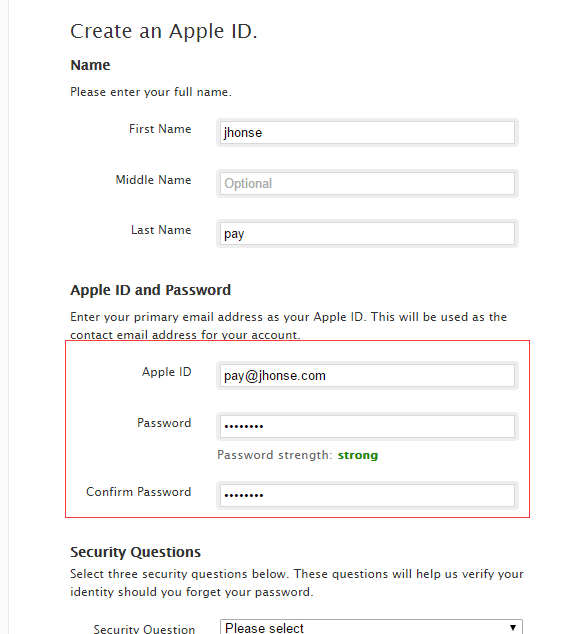 Create an Apple ID.
Name
Please enter your full name.
First Name jhonse
Middle Name Optional
Last Name pay
Apple ID and Password
Enter your primary email address as your Apple ID. This will be used as the
contact email address for your account.
Apple ID pay@jhonse.com
Password ••••••••
Password strength: strong
Confirm Password ••••••••
Security Questions
Select three security questions below. These questions will help us verify your
identity should you forget your password.
Security Question Please select